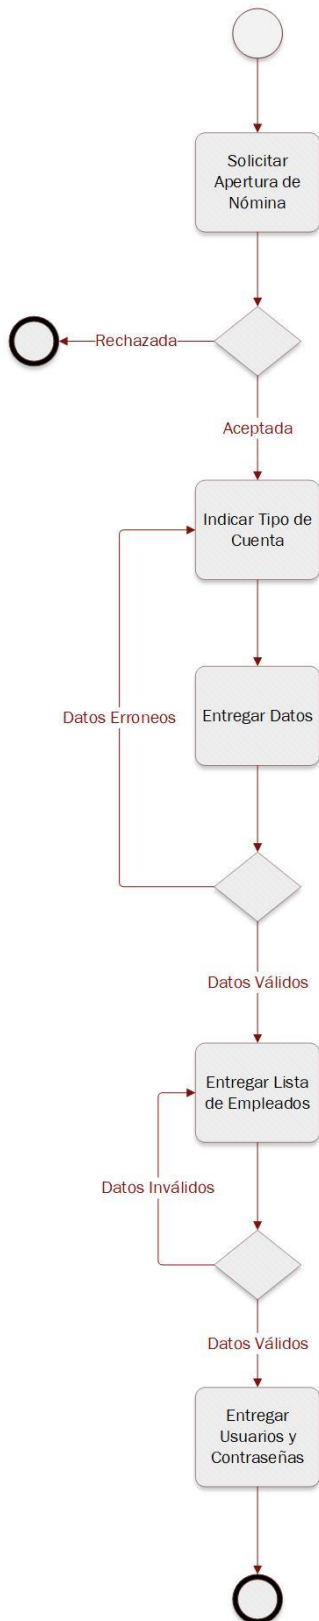 Solicitar
Apertura de
Nómina
Rechazada
Aceptada
Indicar Tipo de
Cuenta
Datos Erroneos
Entregar Datos
Datos Válidos
Entregar Lista
de Empleados
Datos Inválidos
Datos Válidos
Entregar
Usuarios y
Contraseñas